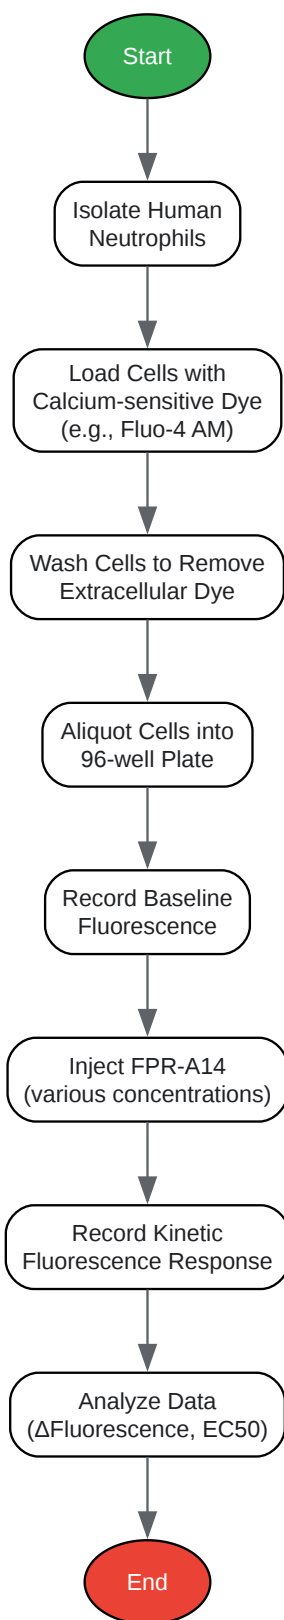 Start
Isolate Human
Neutrophils
Load Cells with
Calcium-sensitive Dye
(e.g., Fluo-4 AM)
Wash Cells to Remove
Extracellular Dye
Aliquot Cells into
96-well Plate
Record Baseline
Fluorescence
Inject FPR-A14
(various concentrations)
Record Kinetic
Fluorescence Response
Analyze Data
(ΔFluorescence, EC50)
End